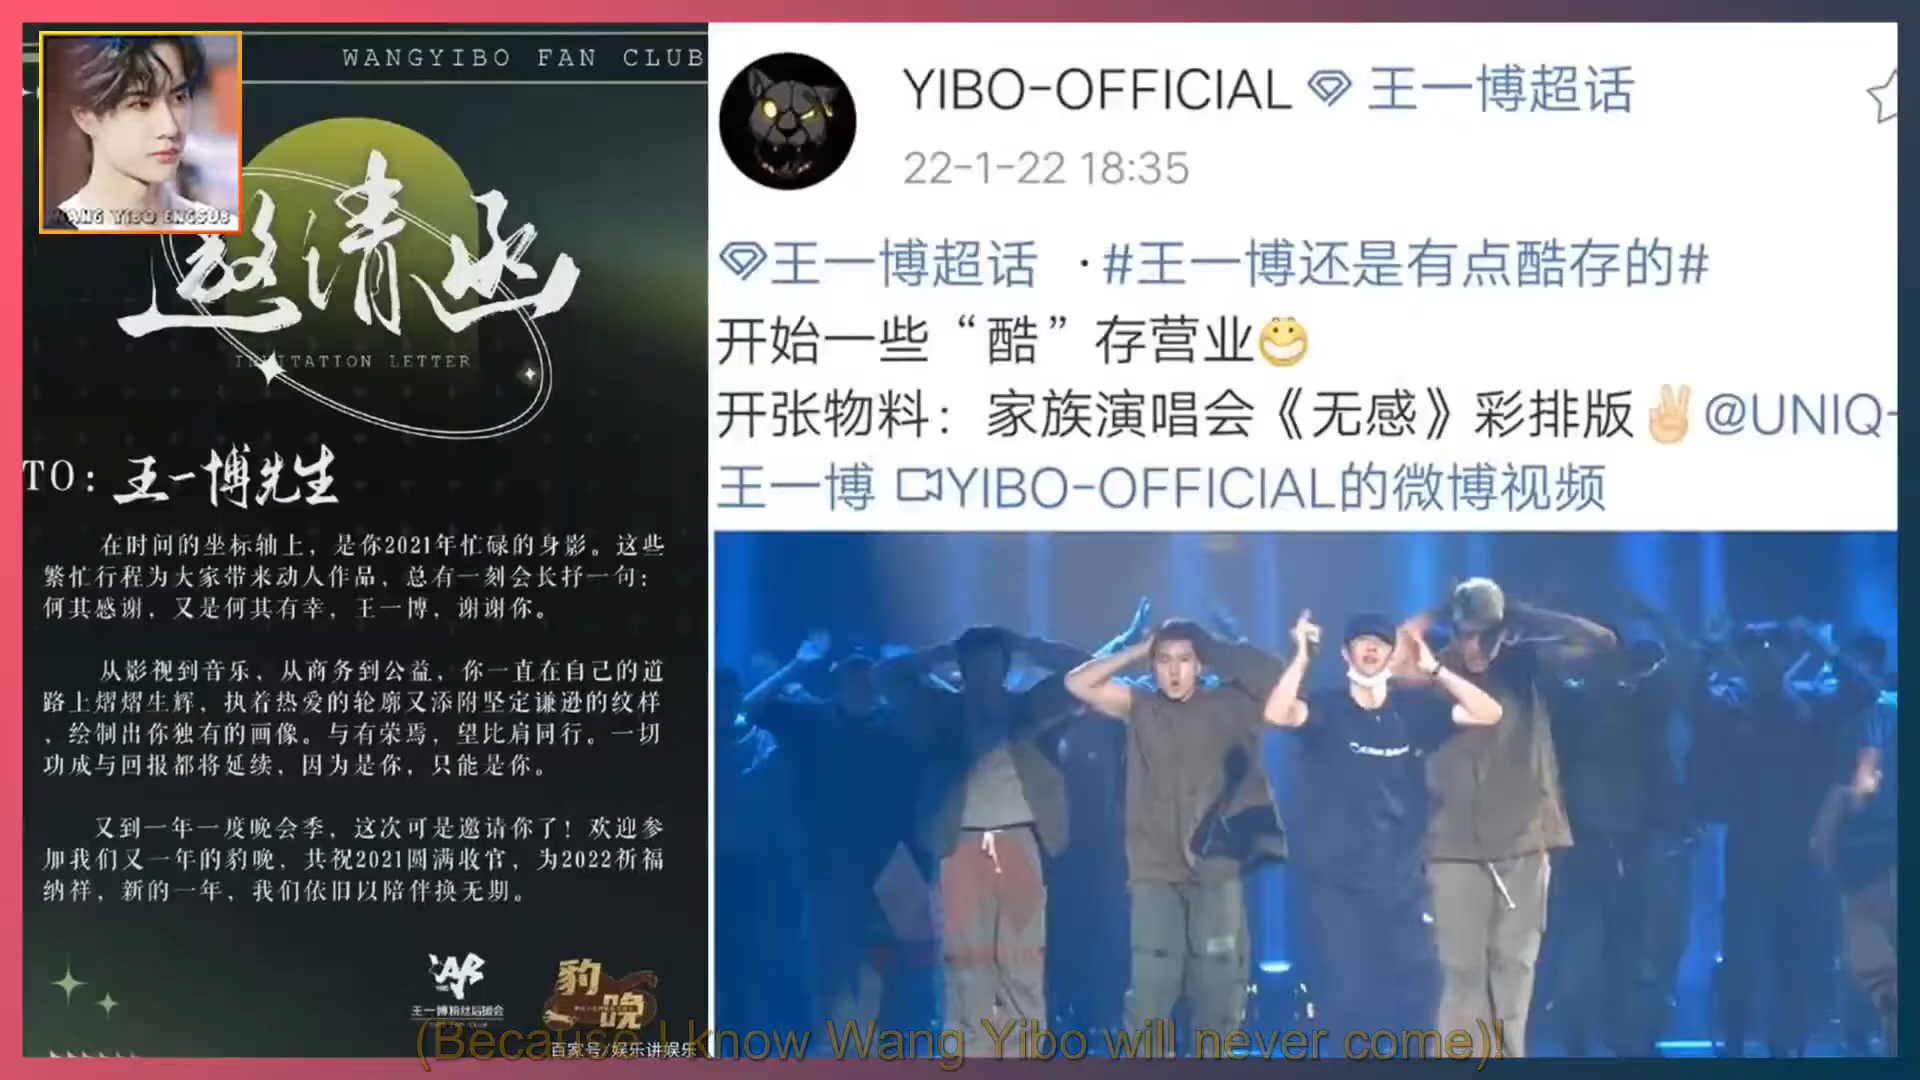 WANGYIBO FAN CLUB
WANG YIBO ENGSUB
邀请函
INVITATION LETTER
TO: 王一博先生
在时间的坐标轴上，是你2021年忙碌的身影。这些
繁忙行程为大家带来动人作品，总有一刻会长抒一句：
何其感谢，又是何其有幸，王一博，谢谢你。
从影视到音乐，从商务到公益，你一直在自己的道
路上熠熠生辉，执着热爱的轮廓又添附坚定谦逊的纹样
、绘制出你独有的画像。与有荣焉，望比肩同行。一切
功成与回报都将延续，因为是你，只能是你。
又到一年一度晚会季，这次可是邀请你了！欢迎参
加我们又一年的豹晚，共祝2021圆满收官，为2022祈福
纳祥，新的一年，我们依旧以陪伴换无期。
王一博粉丝后援会
豹晚
百家号/娱乐讲娱乐
YIBO-OFFICIAL 王一博超话
22-1-22 18:35
王一博超话 ·#王一博还是有点酷存的#
开始一些“酷”存营业😁
开张物料：家族演唱会《无感》彩排版✌🏻@UNIQ-
王一博 YIBO-OFFICIAL的微博视频
(Because I know Wang Yibo will never come)!